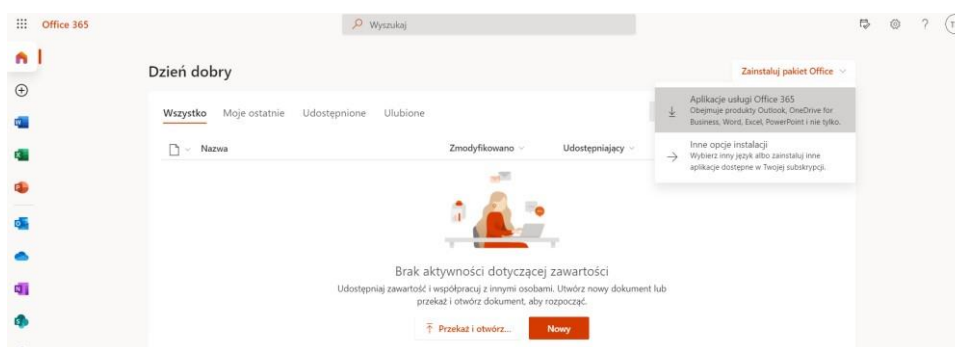 Office 365
Wyszukaj
Dzień dobry
Zainstaluj pakiet Office
Aplikacje usługi Office 365
Obejmuje produkty Outlook, OneDrive for
Business, Word, Excel, PowerPoint i nie tylko.
Inne opcje instalacji
Wybierz inny język albo zainstaluj inne
aplikacje dostępne w Twojej subskrypcji.
Wszystko Moje ostatnie Udostępnione Ulubione
Nazwa Zmodyfikowano Udostępniający
Brak aktywności dotyczącej zawartości
Udostępniaj zawartość i współpracuj z innymi osobami. Utwórz nowy dokument lub
przekaż i otwórz dokument, aby rozpocząć.
Przekaż i otwórz... Nowy